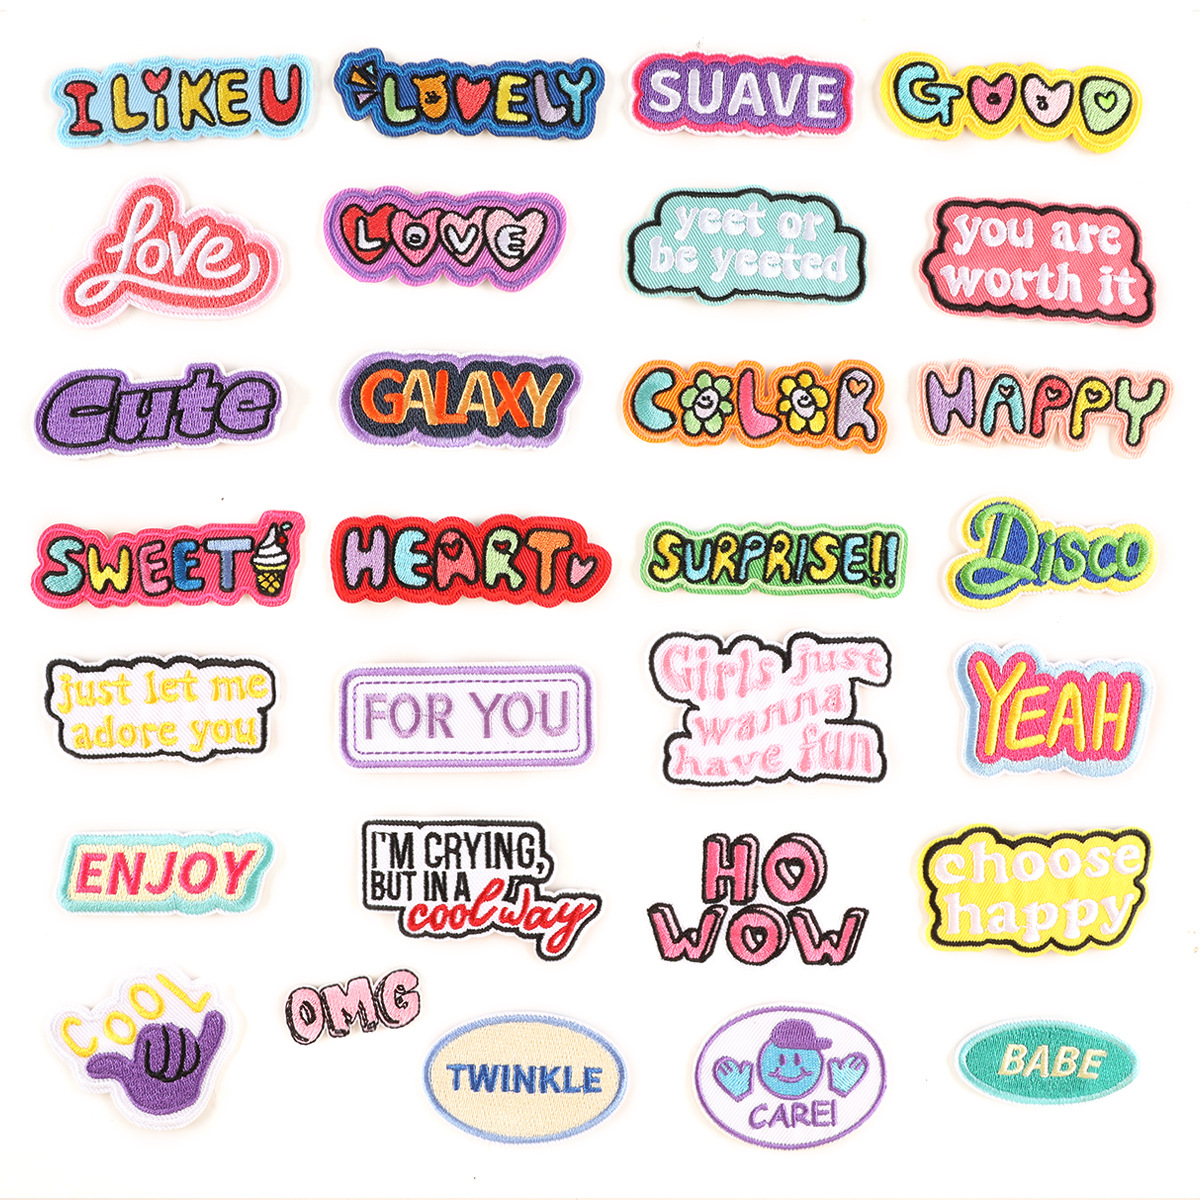 I LiKE U
LOVELY
SUAVE
GOOD
Love
LOVE
yeet or
be yeeted
you are
worth it
Cute
GALAXY
COLOR
HAPPY
SWEET
HEART
SURPRISE!!
Disco
just let me
adore you
FOR YOU
Girls just
wanna
have fun
YEAH
ENJOY
I'M CRYING,
BUT IN A
cool way
HO
WOW
choose
happy
COOL
OMG
TWINKLE
CARE!
BABE